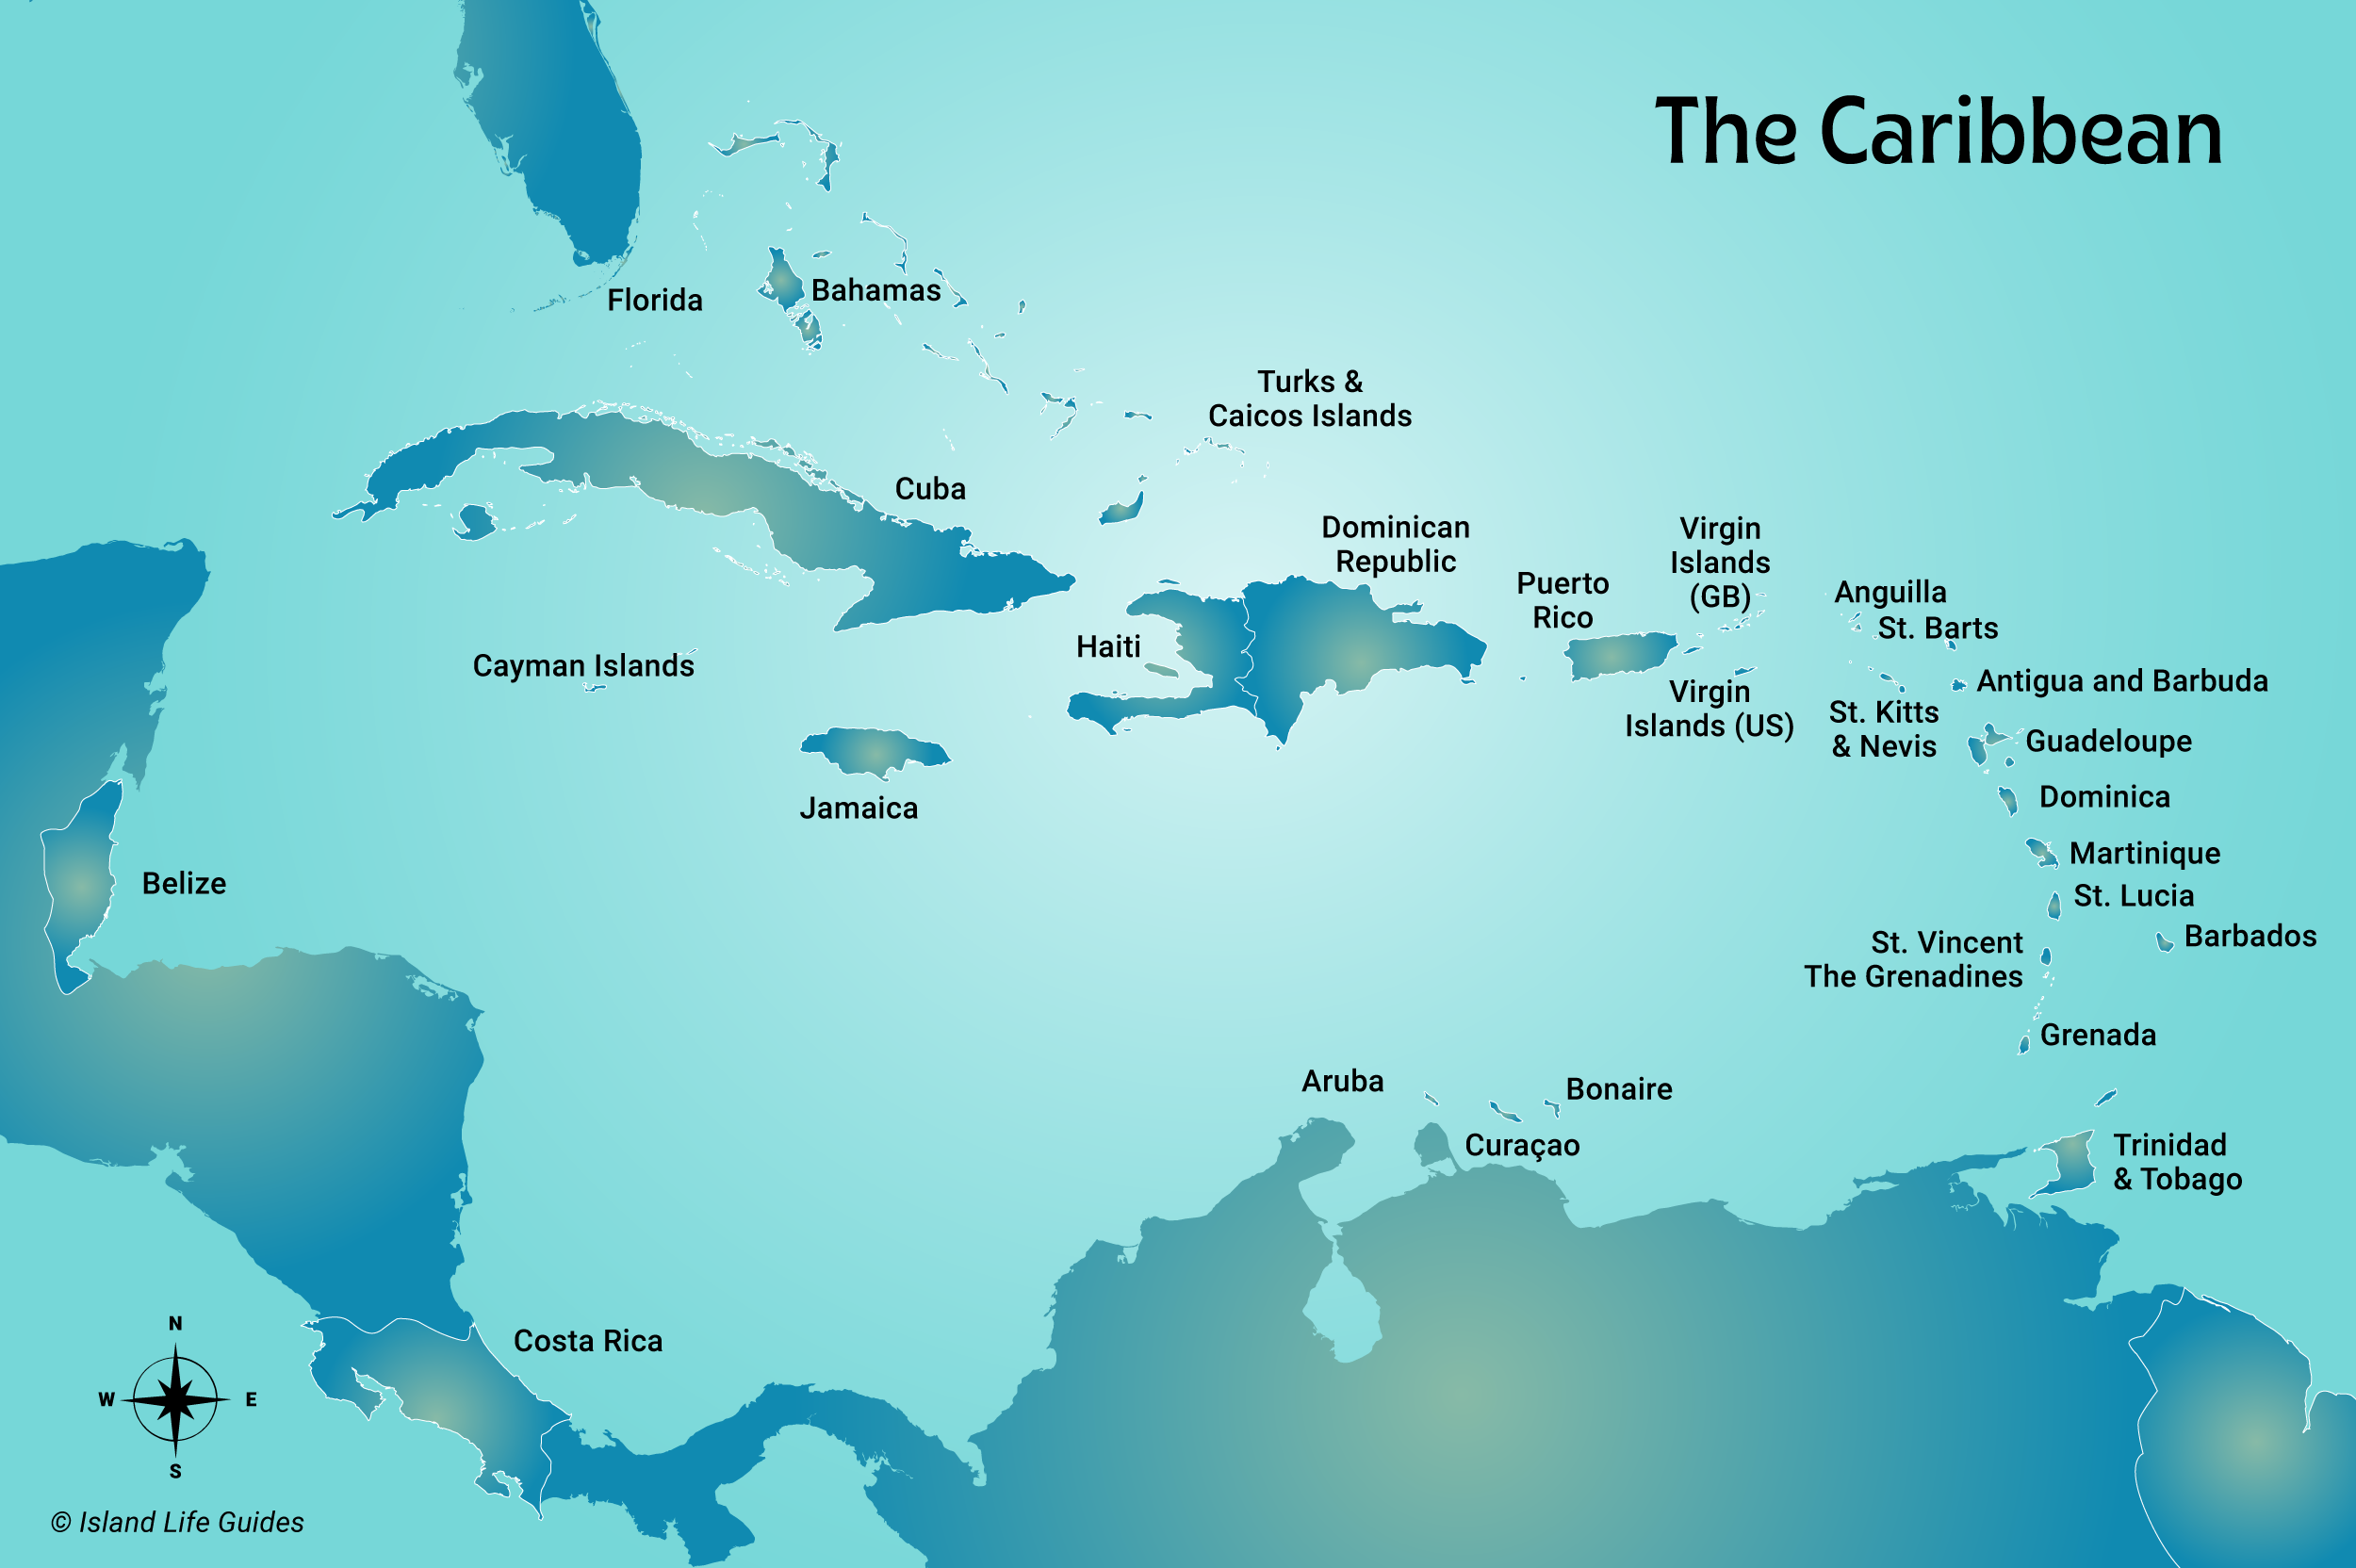 The Caribbean
Florida
Bahamas
Turks &
Caicos Islands
Cuba
Dominican
Republic
Haiti
Puerto
Rico
Virgin
Islands
(GB)
Virgin
Islands (US)
Anguilla
St. Barts
Antigua and Barbuda
St. Kitts
& Nevis
Guadeloupe
Dominica
Martinique
St. Lucia
Barbados
St. Vincent
The Grenadines
Grenada
Cayman Islands
Jamaica
Belize
Aruba
Bonaire
Curaçao
Trinidad
& Tobago
Costa Rica
N
W
E
S
© Island Life Guides